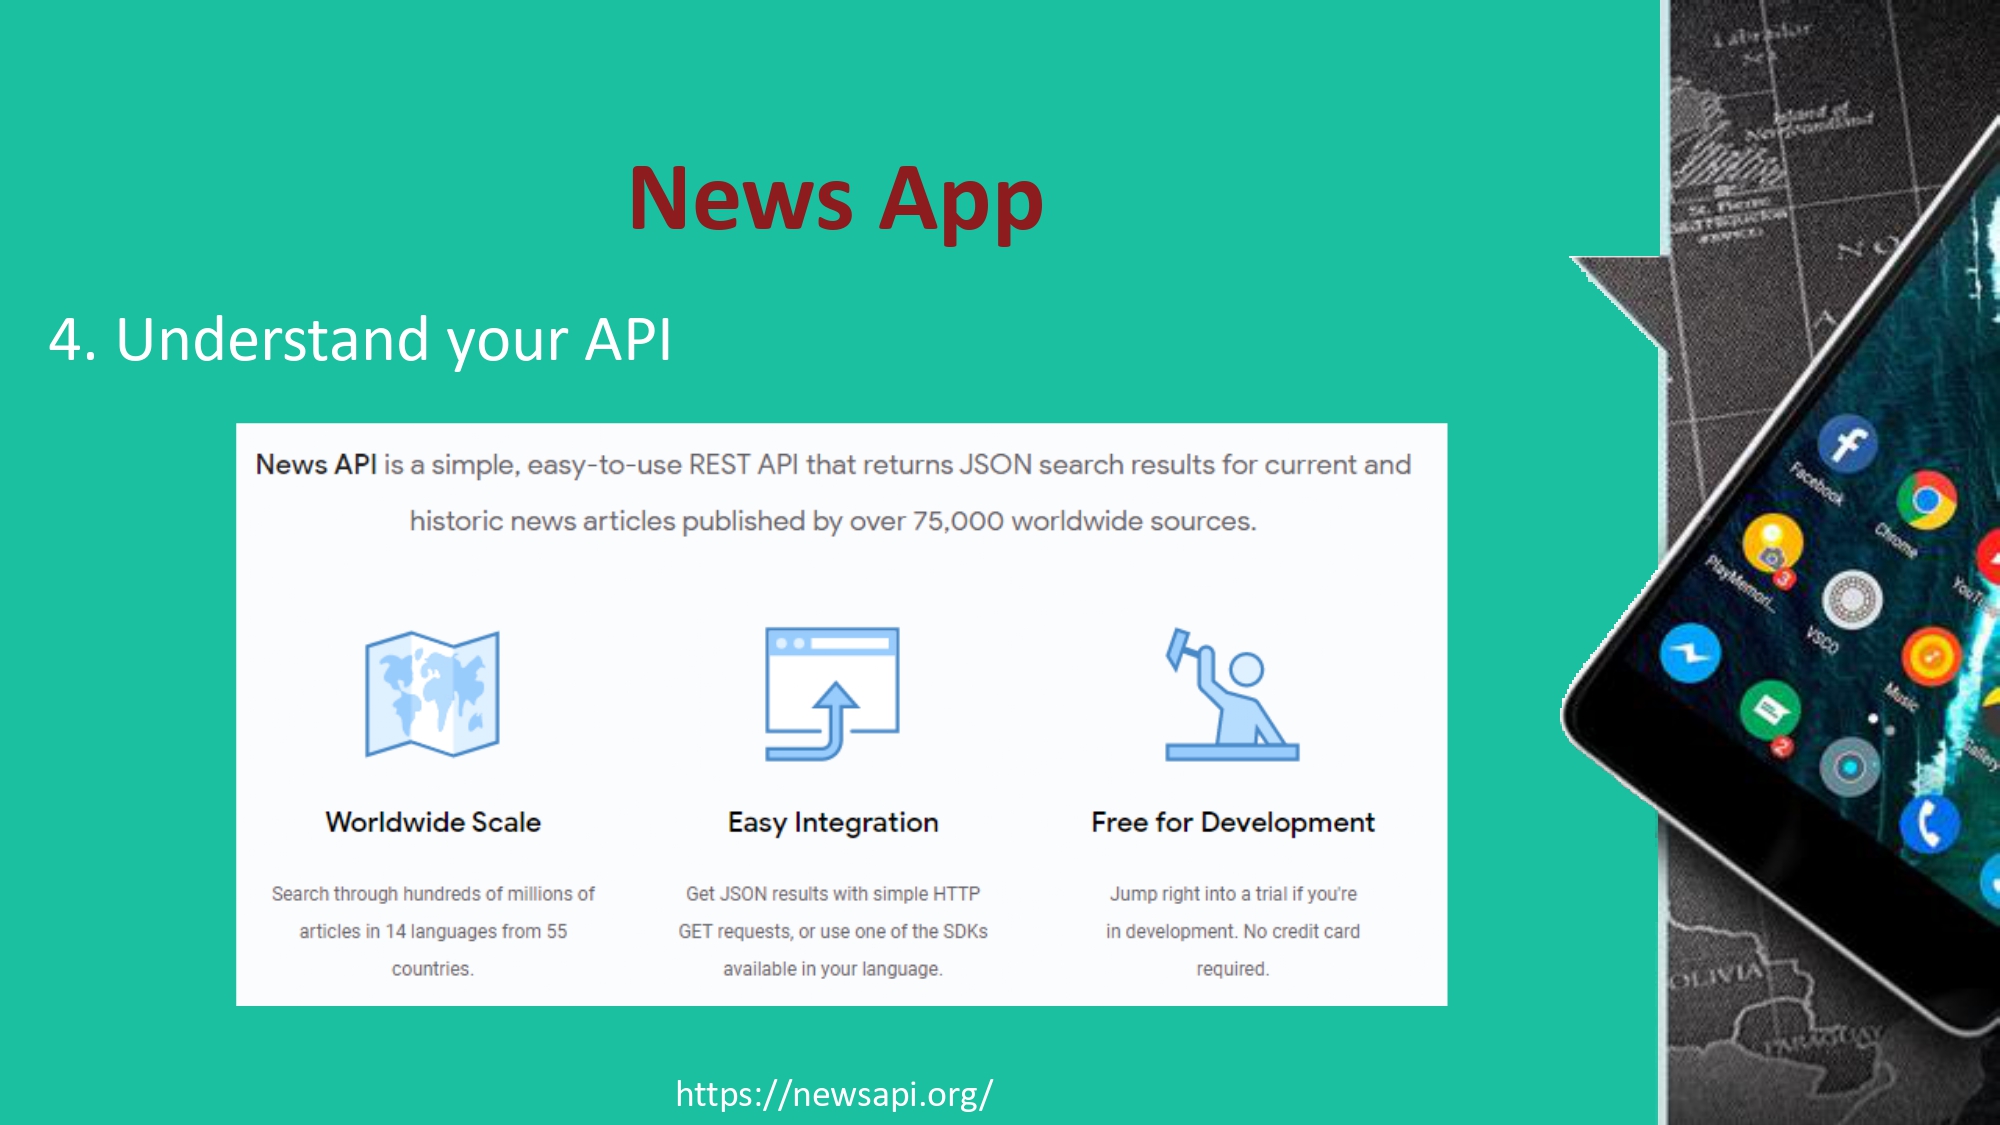 News App
4. Understand your API
News API is a simple, easy-to-use REST API that returns JSON search results for current and
historic news articles published by over 75,000 worldwide sources.
Worldwide Scale
Search through hundreds of millions of
articles in 14 languages from 55
countries.
Easy Integration
Get JSON results with simple HTTP
GET requests, or use one of the SDKs
available in your language.
Free for Development
Jump right into a trial if you're
in development. No credit card
required.
https://newsapi.org/
Labrador
Island of
Newfoundland
St. Pierre
Facebook
Chrome
PlayMemori...
3
VSCO
Music
2
Gallery
OLIVIA
PARAGUAY